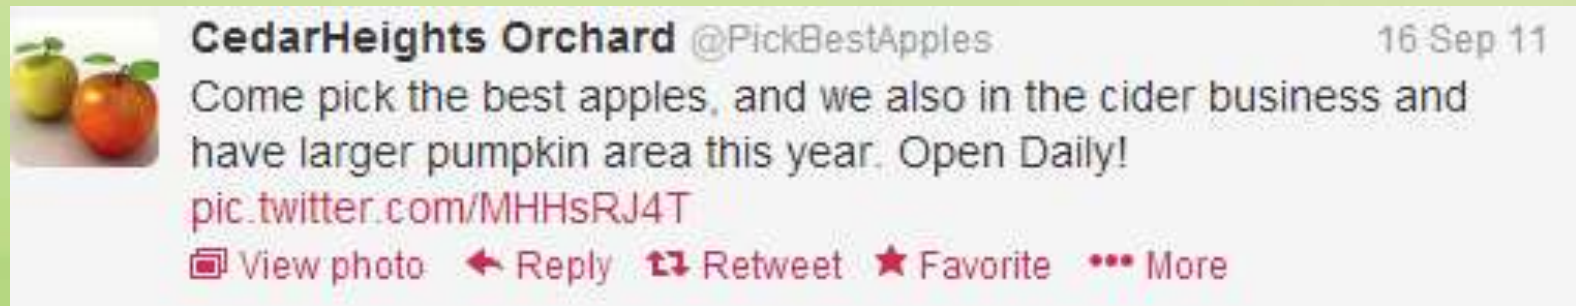 CedarHeights Orchard @PickBestApples 16 Sep 11
Come pick the best apples, and we also in the cider business and
have larger pumpkin area this year. Open Daily!
pic.twitter.com/MHHsRJ4T
View photo Reply Retweet Favorite More